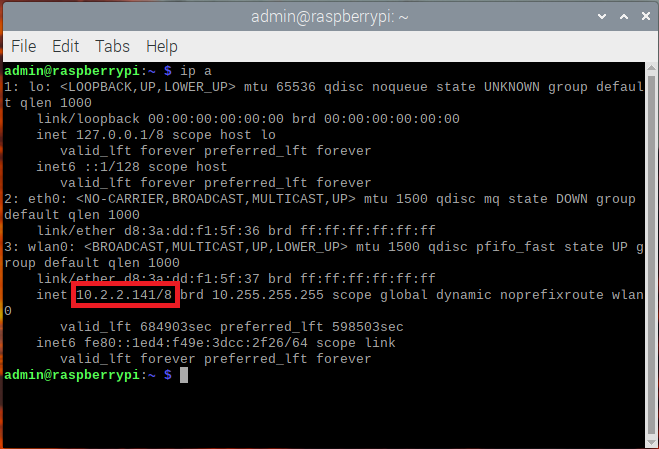 admin@raspberrypi: ~
File Edit Tabs Help
admin@raspberrypi:~ $ ip a
1: lo: <LOOPBACK,UP,LOWER_UP> mtu 65536 qdisc noqueue state UNKNOWN group defaul
t qlen 1000
    link/loopback 00:00:00:00:00:00 brd 00:00:00:00:00:00
    inet 127.0.0.1/8 scope host lo
       valid_lft forever preferred_lft forever
    inet6 ::1/128 scope host
       valid_lft forever preferred_lft forever
2: eth0: <NO-CARRIER,BROADCAST,MULTICAST,UP> mtu 1500 qdisc mq state DOWN group
default qlen 1000
    link/ether d8:3a:dd:f1:5f:36 brd ff:ff:ff:ff:ff:ff
3: wlan0: <BROADCAST,MULTICAST,UP,LOWER_UP> mtu 1500 qdisc pfifo_fast state UP g
roup default qlen 1000
    link/ether d8:3a:dd:f1:5f:37 brd ff:ff:ff:ff:ff:ff
    inet 10.2.2.141/8 brd 10.255.255.255 scope global dynamic noprefixroute wlan
0
       valid_lft 684903sec preferred_lft 598503sec
    inet6 fe80::1ed4:f49e:3dcc:2f26/64 scope link
       valid_lft forever preferred_lft forever
admin@raspberrypi:~ $